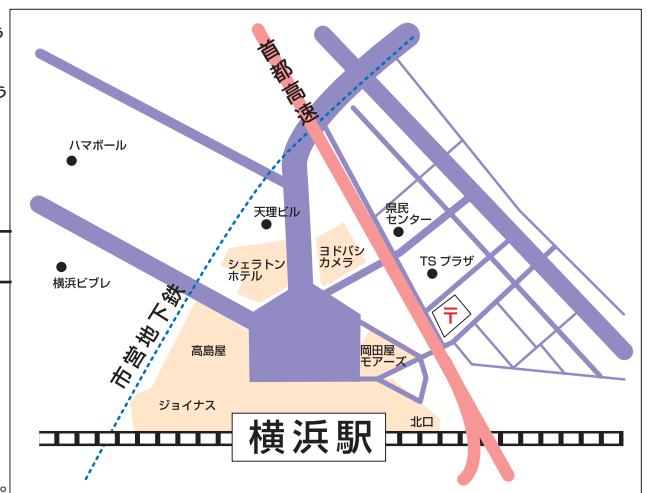 う
う
首都高速
ハマボール
天理ビル
県民
センター
ヨドバシ
カメラ
シェラトン
ホテル
TS プラザ
横浜ビブレ
〒
市営地下鉄
高島屋
岡田屋
モアーズ
ジョイナス
北口
横浜駅
。